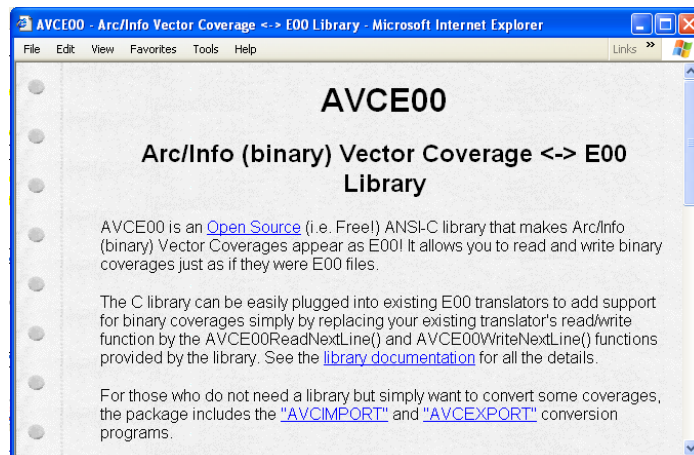 AVCE00 - Arc/Info Vector Coverage <-> E00 Library - Microsoft Internet Explorer
File Edit View Favorites Tools Help Links »
AVCE00
Arc/Info (binary) Vector Coverage <-> E00
Library
AVCE00 is an Open Source (i.e. Free!) ANSI-C library that makes Arc/Info
(binary) Vector Coverages appear as E00! It allows you to read and write binary
coverages just as if they were E00 files.
The C library can be easily plugged into existing E00 translators to add support
for binary coverages simply by replacing your existing translator's read/write
function by the AVCE00ReadNextLine() and AVCE00WriteNextLine() functions
provided by the library. See the library documentation for all the details.
For those who do not need a library but simply want to convert some coverages,
the package includes the "AVCIMPORT" and "AVCEXPORT" conversion
programs.